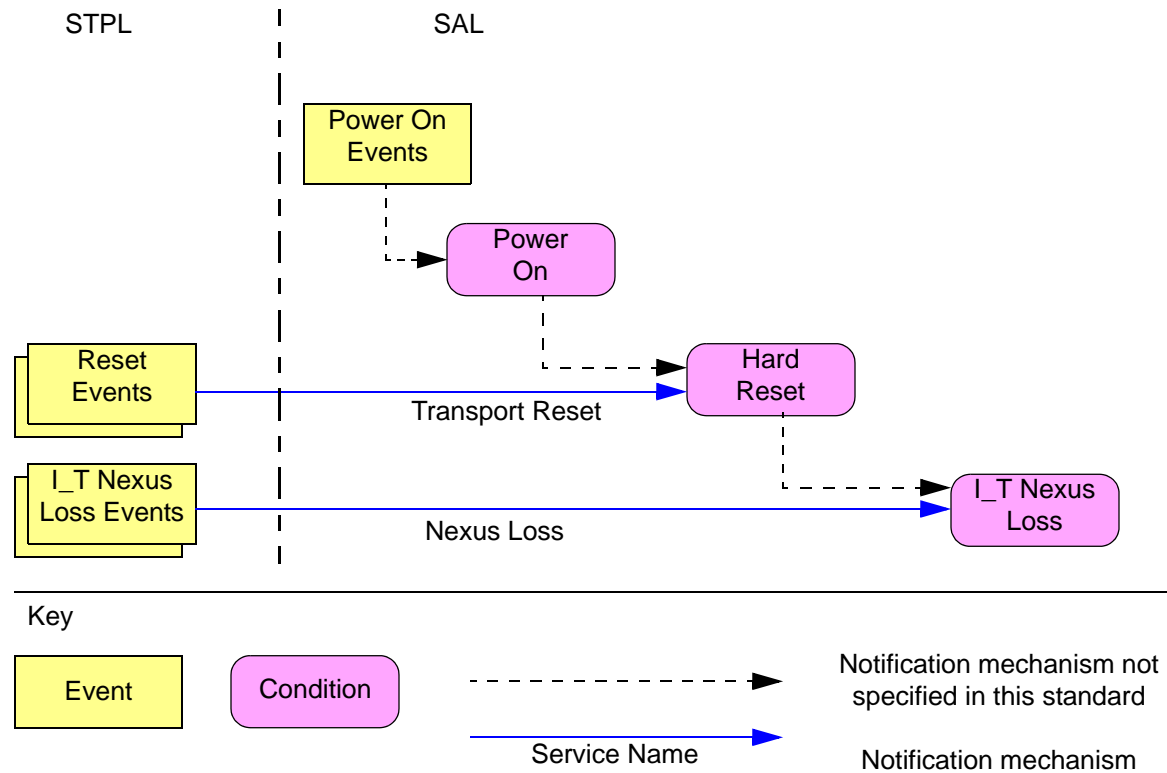 STPL
SAL
Power On
Events
Power
On
Reset
Events
Hard
Reset
Transport Reset
I_T Nexus
Loss Events
I_T Nexus
Loss
Nexus Loss
Key
Event
Condition
Notification mechanism not
specified in this standard
Service Name
Notification mechanism